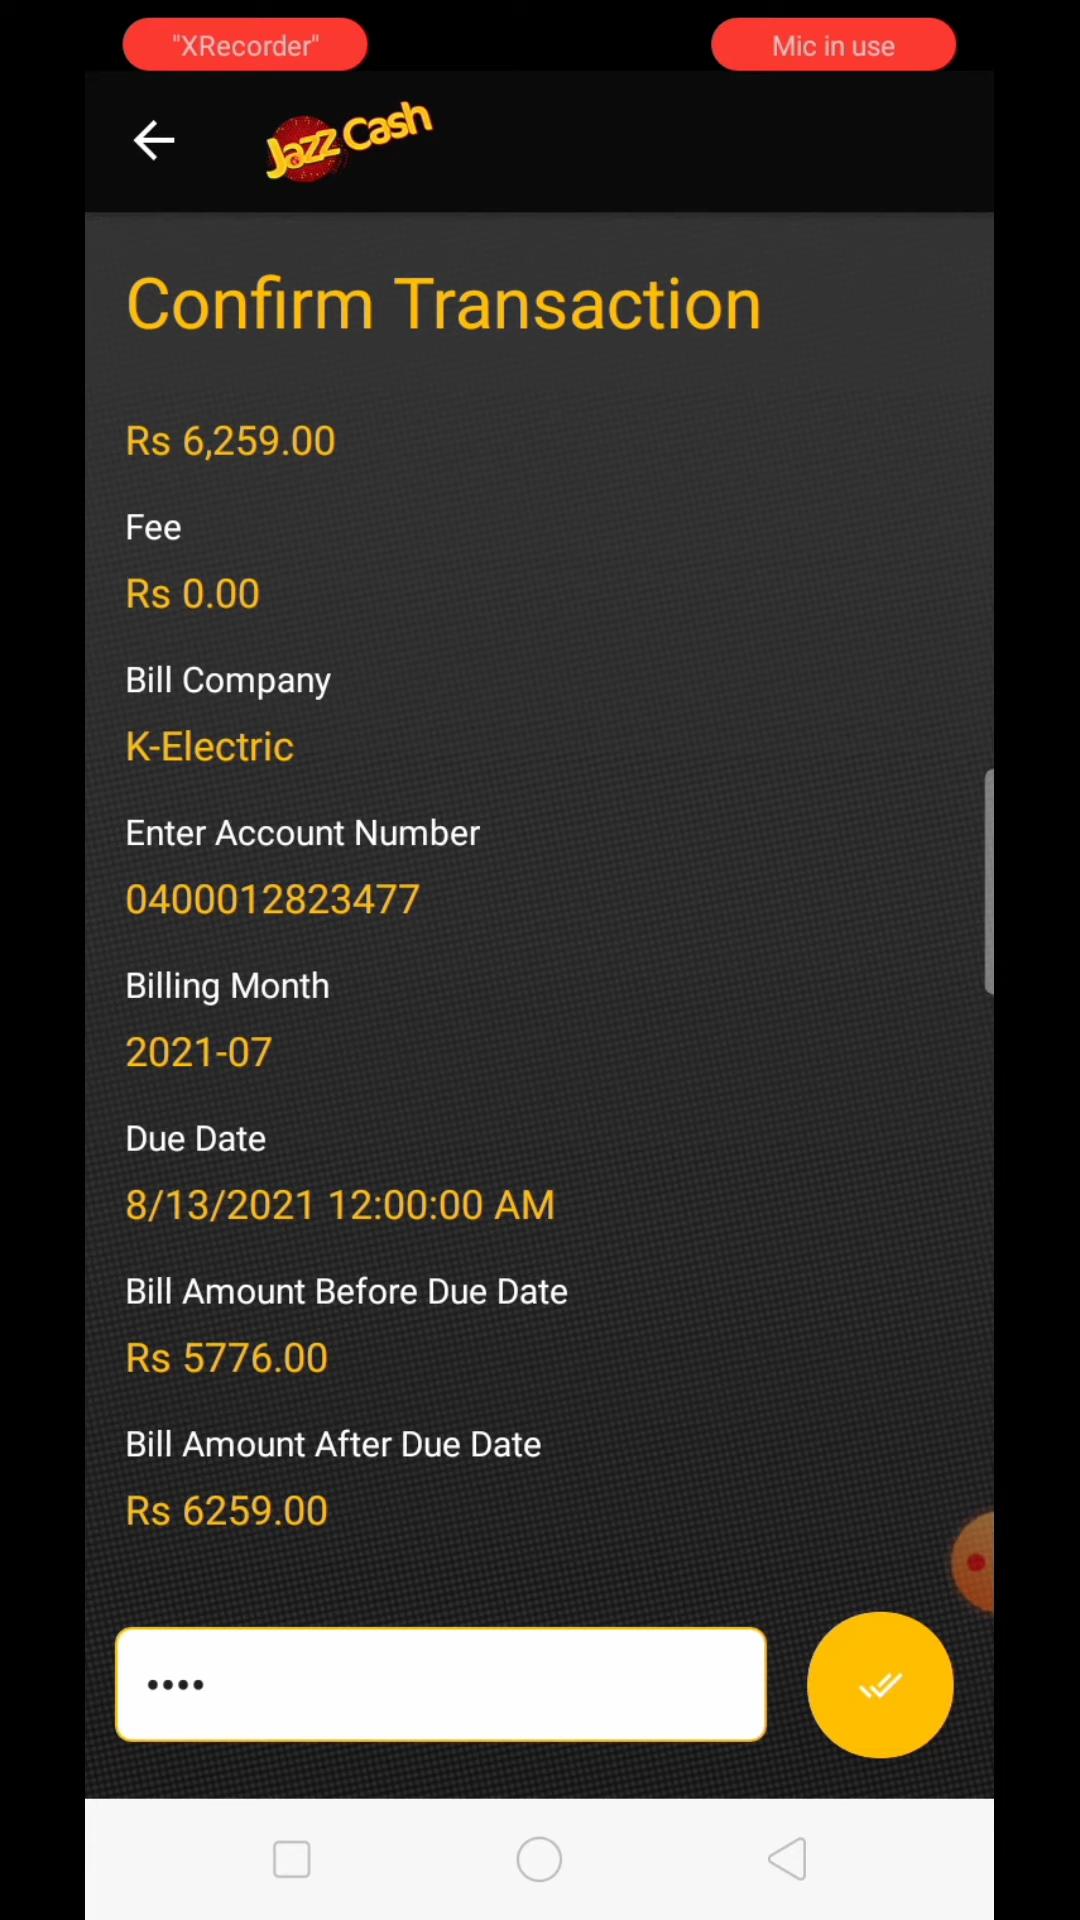 "XRecorder"
Mic in use
Jazz Cash
Confirm Transaction
Rs 6,259.00
Fee
Rs 0.00
Bill Company
K-Electric
Enter Account Number
0400012823477
Billing Month
2021-07
Due Date
8/13/2021 12:00:00 AM
Bill Amount Before Due Date
Rs 5776.00
Bill Amount After Due Date
Rs 6259.00
••••